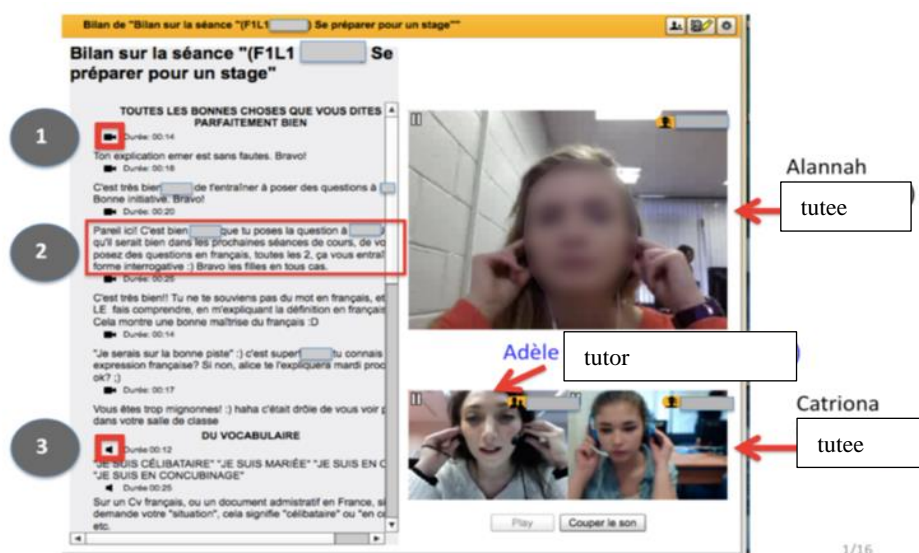 Bilan de "Bilan sur la séance "(F1L1 ) Se préparer pour un stage""
Bilan sur la séance "(F1L1 Se
préparer pour un stage"
TOUTES LES BONNES CHOSES QUE VOUS DITES
PARFAITEMENT BIEN
1
Durée: 00:14
Ton explication emer est sans fautes. Bravo!
Durée: 00:18
C'est très bien de t'entraîner à poser des questions à
Bonne initiative. Bravo!
Durée: 00:20
2
Pareil ici! C'est bien que tu poses la question à
qu'il serait bien dans les prochaines séances de cours, de vo
posez des questions en français, toutes les 2, ça vous entraî
forme interrogative :) Bravo les filles en tous cas.
Durée: 00:25
C'est très bien!! Tu ne te souviens pas du mot en français, et
LE fais comprendre, en m'expliquant la définition en français
Cela montre une bonne maîtrise du français :D
Durée: 00:14
"Je serais sur la bonne piste" :) c'est super! tu connais
expression française? Si non, alice te l'expliquera mardi proc
ok? ;)
Durée: 00:17
Vous êtes trop mignonnes! :) haha c'était drôle de vous voir p
dans votre salle de classe
DU VOCABULAIRE
3
Durée 00:12
"JE SUIS CÉLIBATAIRE" "JE SUIS MARIÉE" "JE SUIS EN C
"JE SUIS EN CONCUBINAGE"
Durée 00:25
Sur un Cv français, ou un document admistratif en France, si
demande votre "situation", cela signifie "célibataire" ou "en co
etc.
Alannah
tutee
Adèle
tutor
Catriona
tutee
Play
Couper le son
1/16